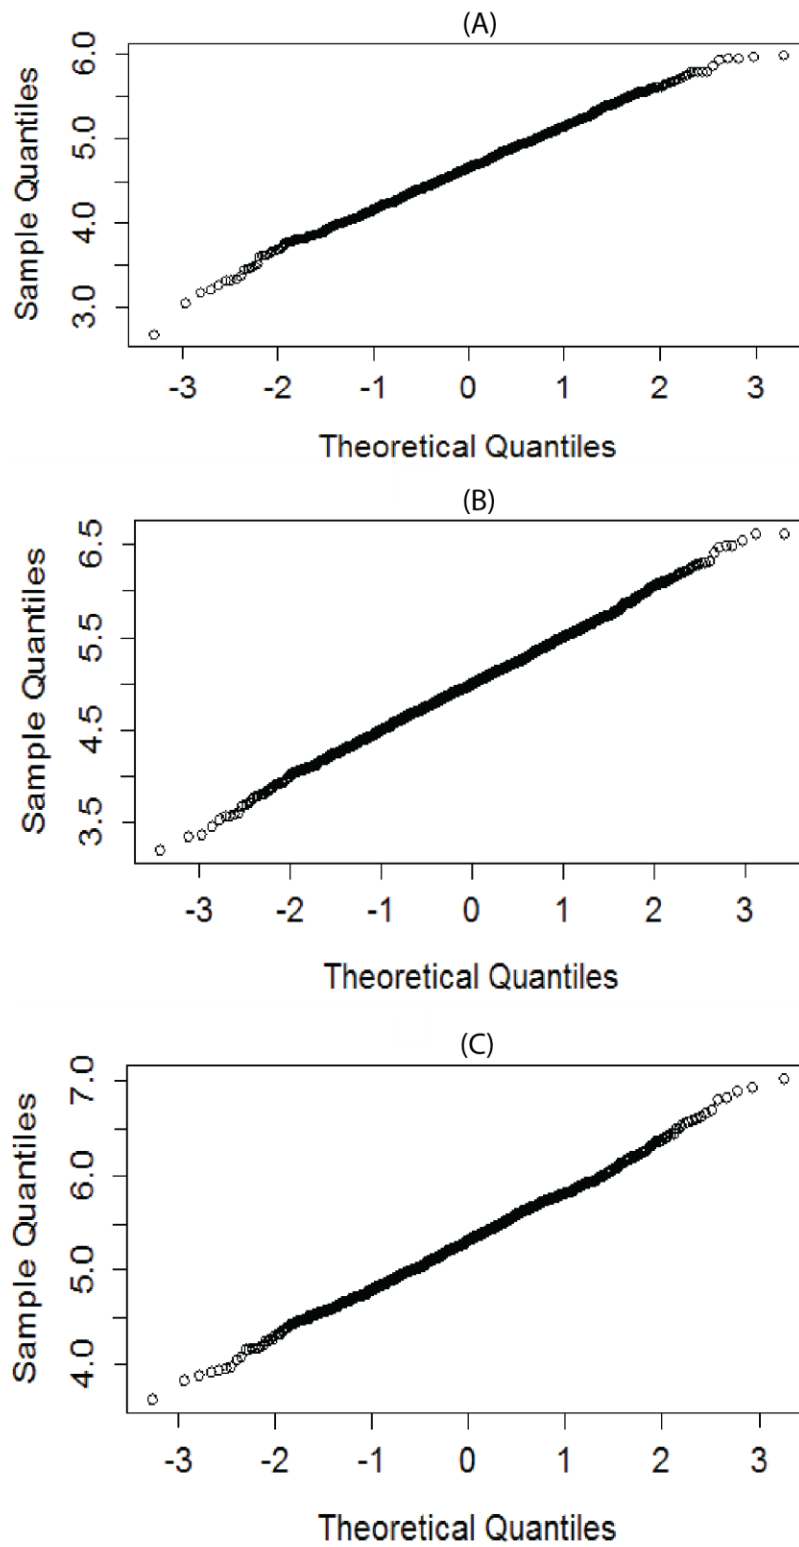 (A)
Sample Quantiles
6.0
5.0
4.0
3.0
-3 -2 -1 0 1 2 3
Theoretical Quantiles
(B)
Sample Quantiles
6.5
5.5
4.5
3.5
-3 -2 -1 0 1 2 3
Theoretical Quantiles
(C)
Sample Quantiles
7.0
6.0
5.0
4.0
-3 -2 -1 0 1 2 3
Theoretical Quantiles